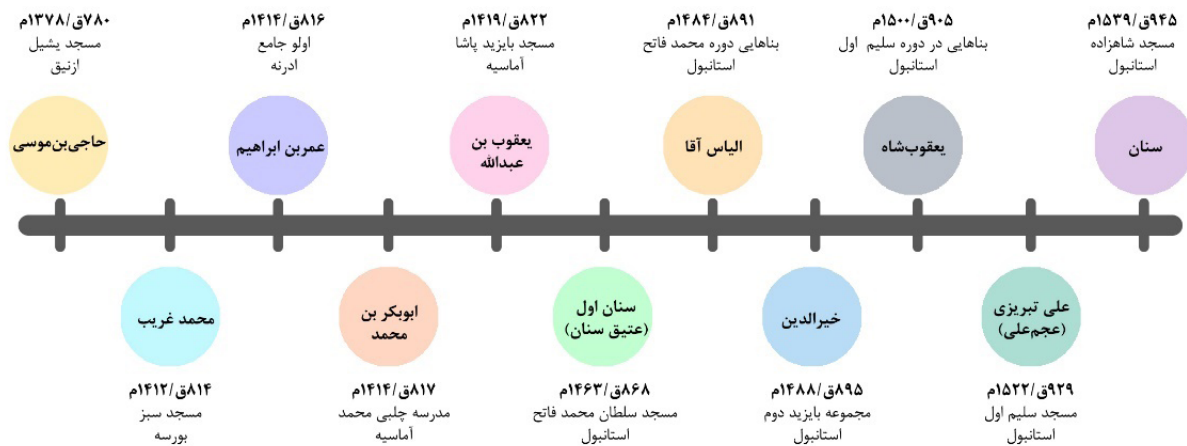 ۷۸۰ق/۱۳۷۸م
مسجد یشیل
ازنیق
حاجی‌بن‌موسی
محمد غریب
۸۱۴ق/۱۴۱۲م
مسجد سبز
بورسه
۸۱۶ق/۱۴۱۴م
اولو جامع
ادرنه
عمربن ابراهیم
ابوبکر بن
محمد
۸۱۷ق/۱۴۱۴م
مدرسه چلبی محمد
آماسیه
۸۲۲ق/۱۴۱۹م
مسجد بایزید پاشا
آماسیه
یعقوب بن
عبدالله
سنان اول
(عتیق سنان)
۸۶۸ق/۱۴۶۳م
مسجد سلطان محمد فاتح
استانبول
۸۹۱ق/۱۴۸۴م
بناهایی دوره محمد فاتح
استانبول
الیاس آقا
خیرالدین
۸۹۵ق/۱۴۸۸م
مجموعه بایزید دوم
استانبول
۹۰۵ق/۱۵۰۰م
بناهایی در دوره سلیم اول
استانبول
یعقوب‌شاه
علی تبریزی
(عجم‌علی)
۹۲۹ق/۱۵۲۲م
مسجد سلیم اول
استانبول
۹۴۵ق/۱۵۳۹م
مسجد شاهزاده
استانبول
سنان